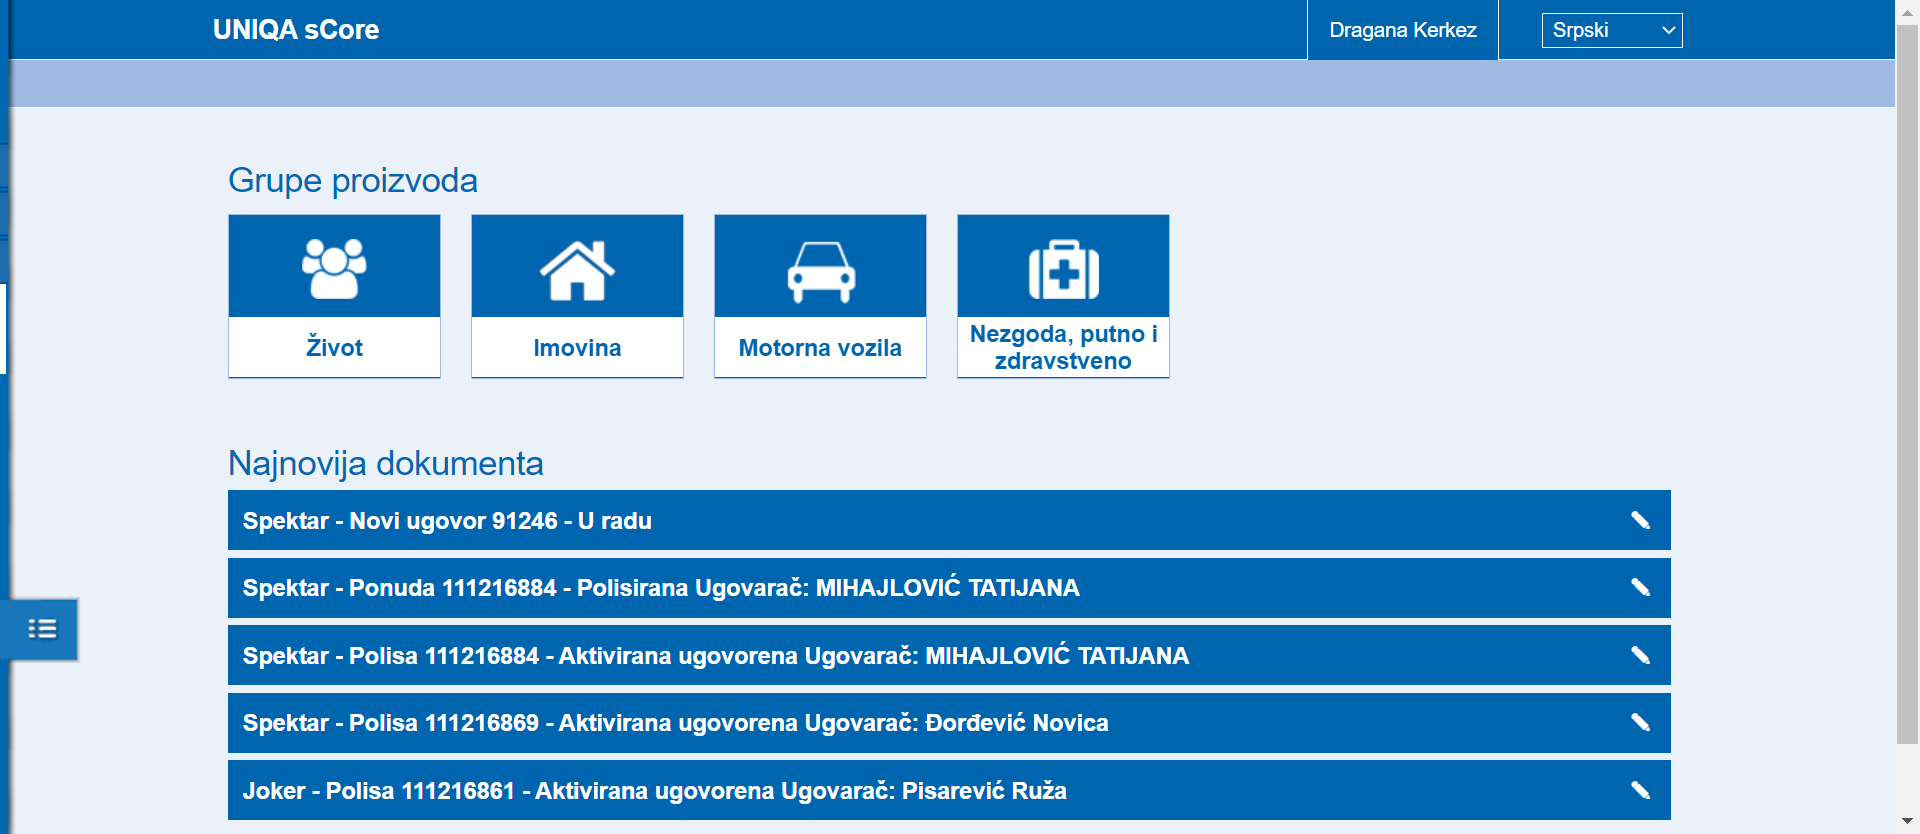 UNIQA sCore
Dragana Kerkez
Srpski
Grupe proizvoda
Život
Imovina
Motorna vozila
Nezgoda, putno i
zdravstveno
Najnovija dokumenta
Spektar - Novi ugovor 91246 - U radu
Spektar - Ponuda 111216884 - Polisirana Ugovarač: MIHAJLOVIĆ TATIJANA
Spektar - Polisa 111216884 - Aktivirana ugovorena Ugovarač: MIHAJLOVIĆ TATIJANA
Spektar - Polisa 111216869 - Aktivirana ugovorena Ugovarač: Đorđević Novica
Joker - Polisa 111216861 - Aktivirana ugovorena Ugovarač: Pisarević Ruža